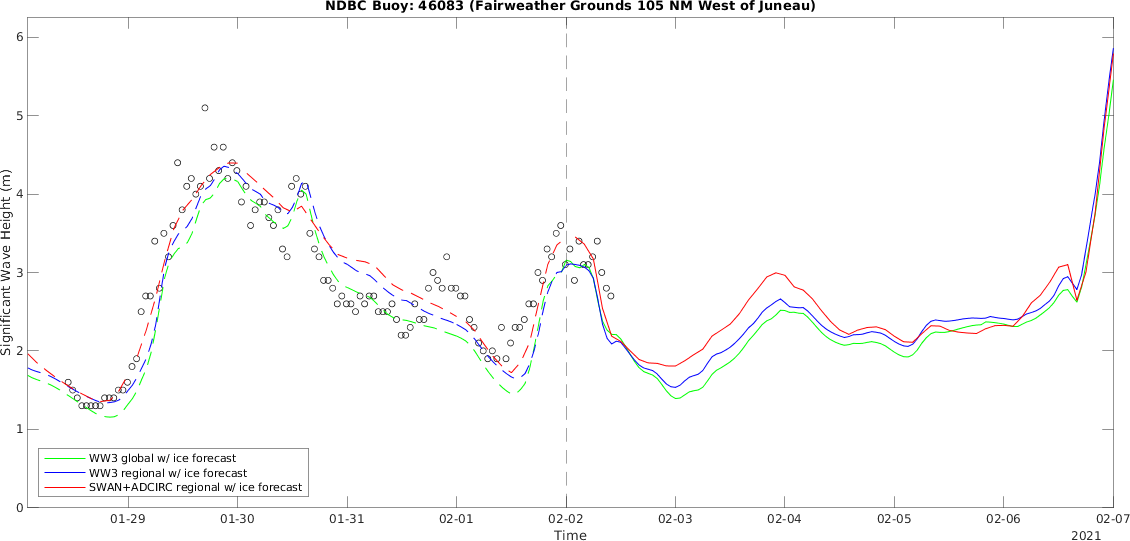 NDBC Buoy: 46083 (Fairweather Grounds 105 NM West of Juneau)
Significant Wave Height (m)
6
5
4
3
2
1
0
WW3 global w/ ice forecast
WW3 regional w/ ice forecast
SWAN+ADCIRC regional w/ ice forecast
01-29 01-30 01-31 02-01 02-02 02-03 02-04 02-05 02-06 02-07
Time
2021